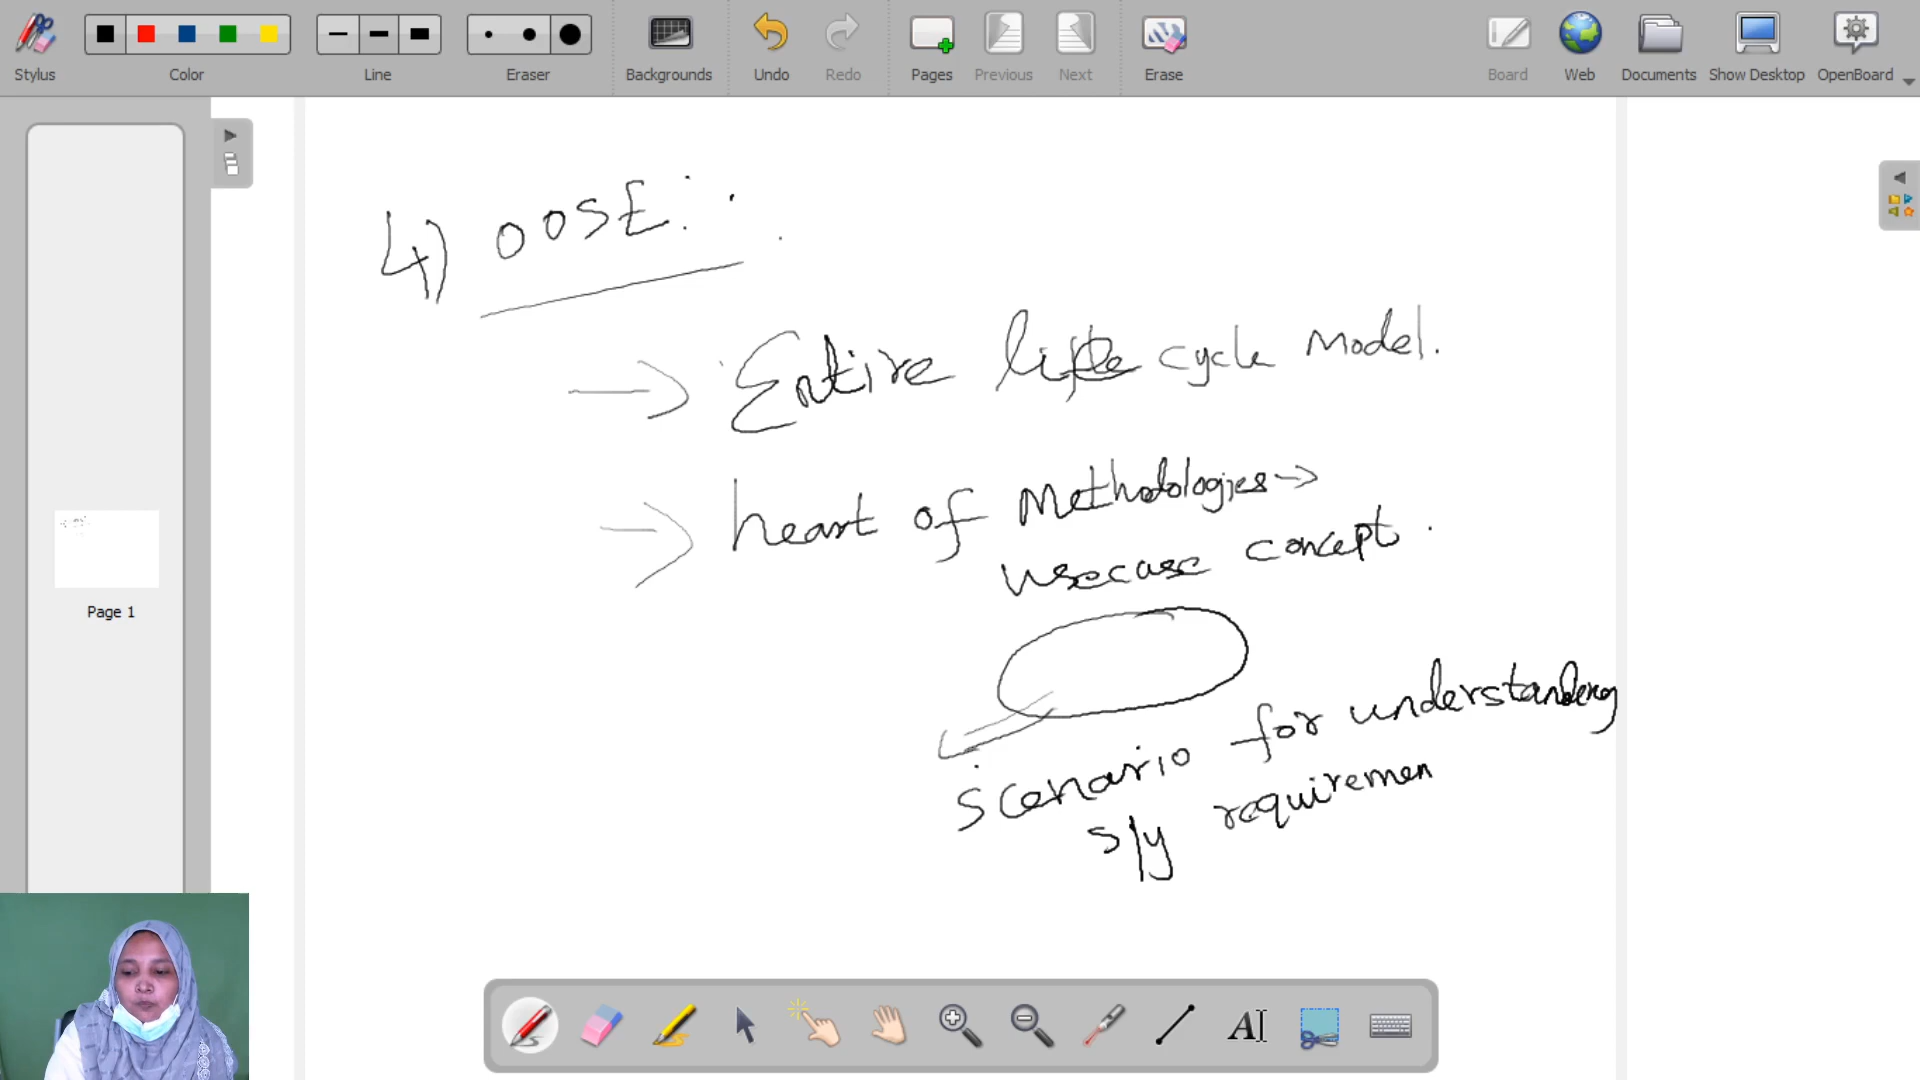 Stylus
Color
Line
Eraser
Backgrounds
Undo
Redo
Pages
Previous
Next
Erase
Board
Web
Documents
Show Desktop
OpenBoard
4) OOSE:
→ Entire life cycle Model.
→ heart of Methodologies →
usecase concept.
scenario for understanding
s/y requiremen
Page 1